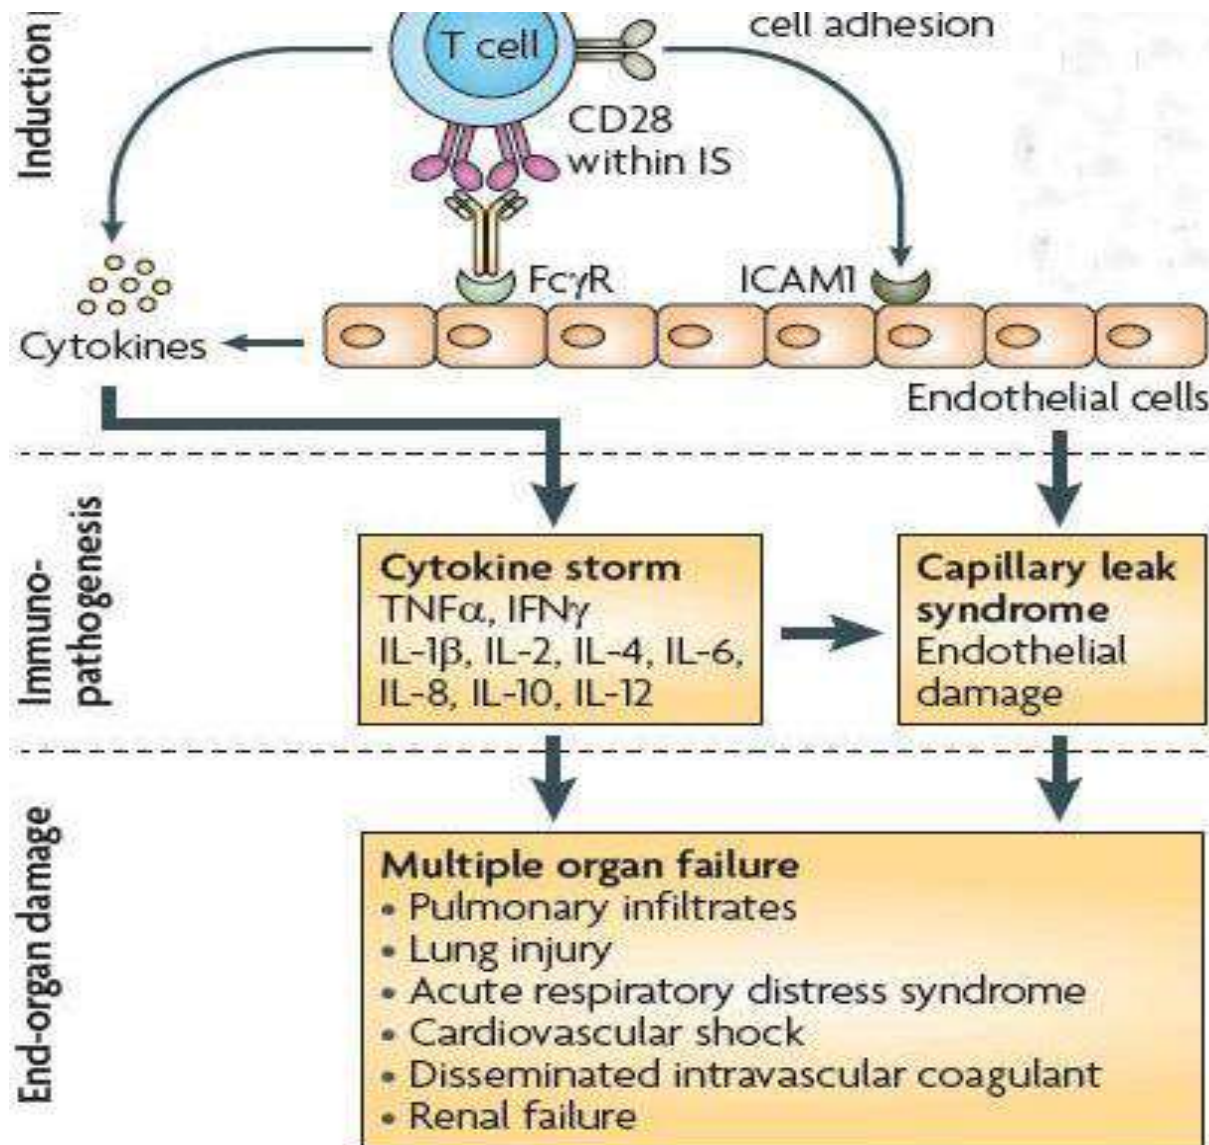 Induction
T cell
cell adhesion
CD28
within IS
FcγR
ICAM1
Cytokines
Endothelial cells
Immuno-
pathogenesis
Cytokine storm
TNFα, IFNγ
IL-1β, IL-2, IL-4, IL-6,
IL-8, IL-10, IL-12
Capillary leak
syndrome
Endothelial
damage
End-organ damage
Multiple organ failure
• Pulmonary infiltrates
• Lung injury
• Acute respiratory distress syndrome
• Cardiovascular shock
• Disseminated intravascular coagulant
• Renal failure